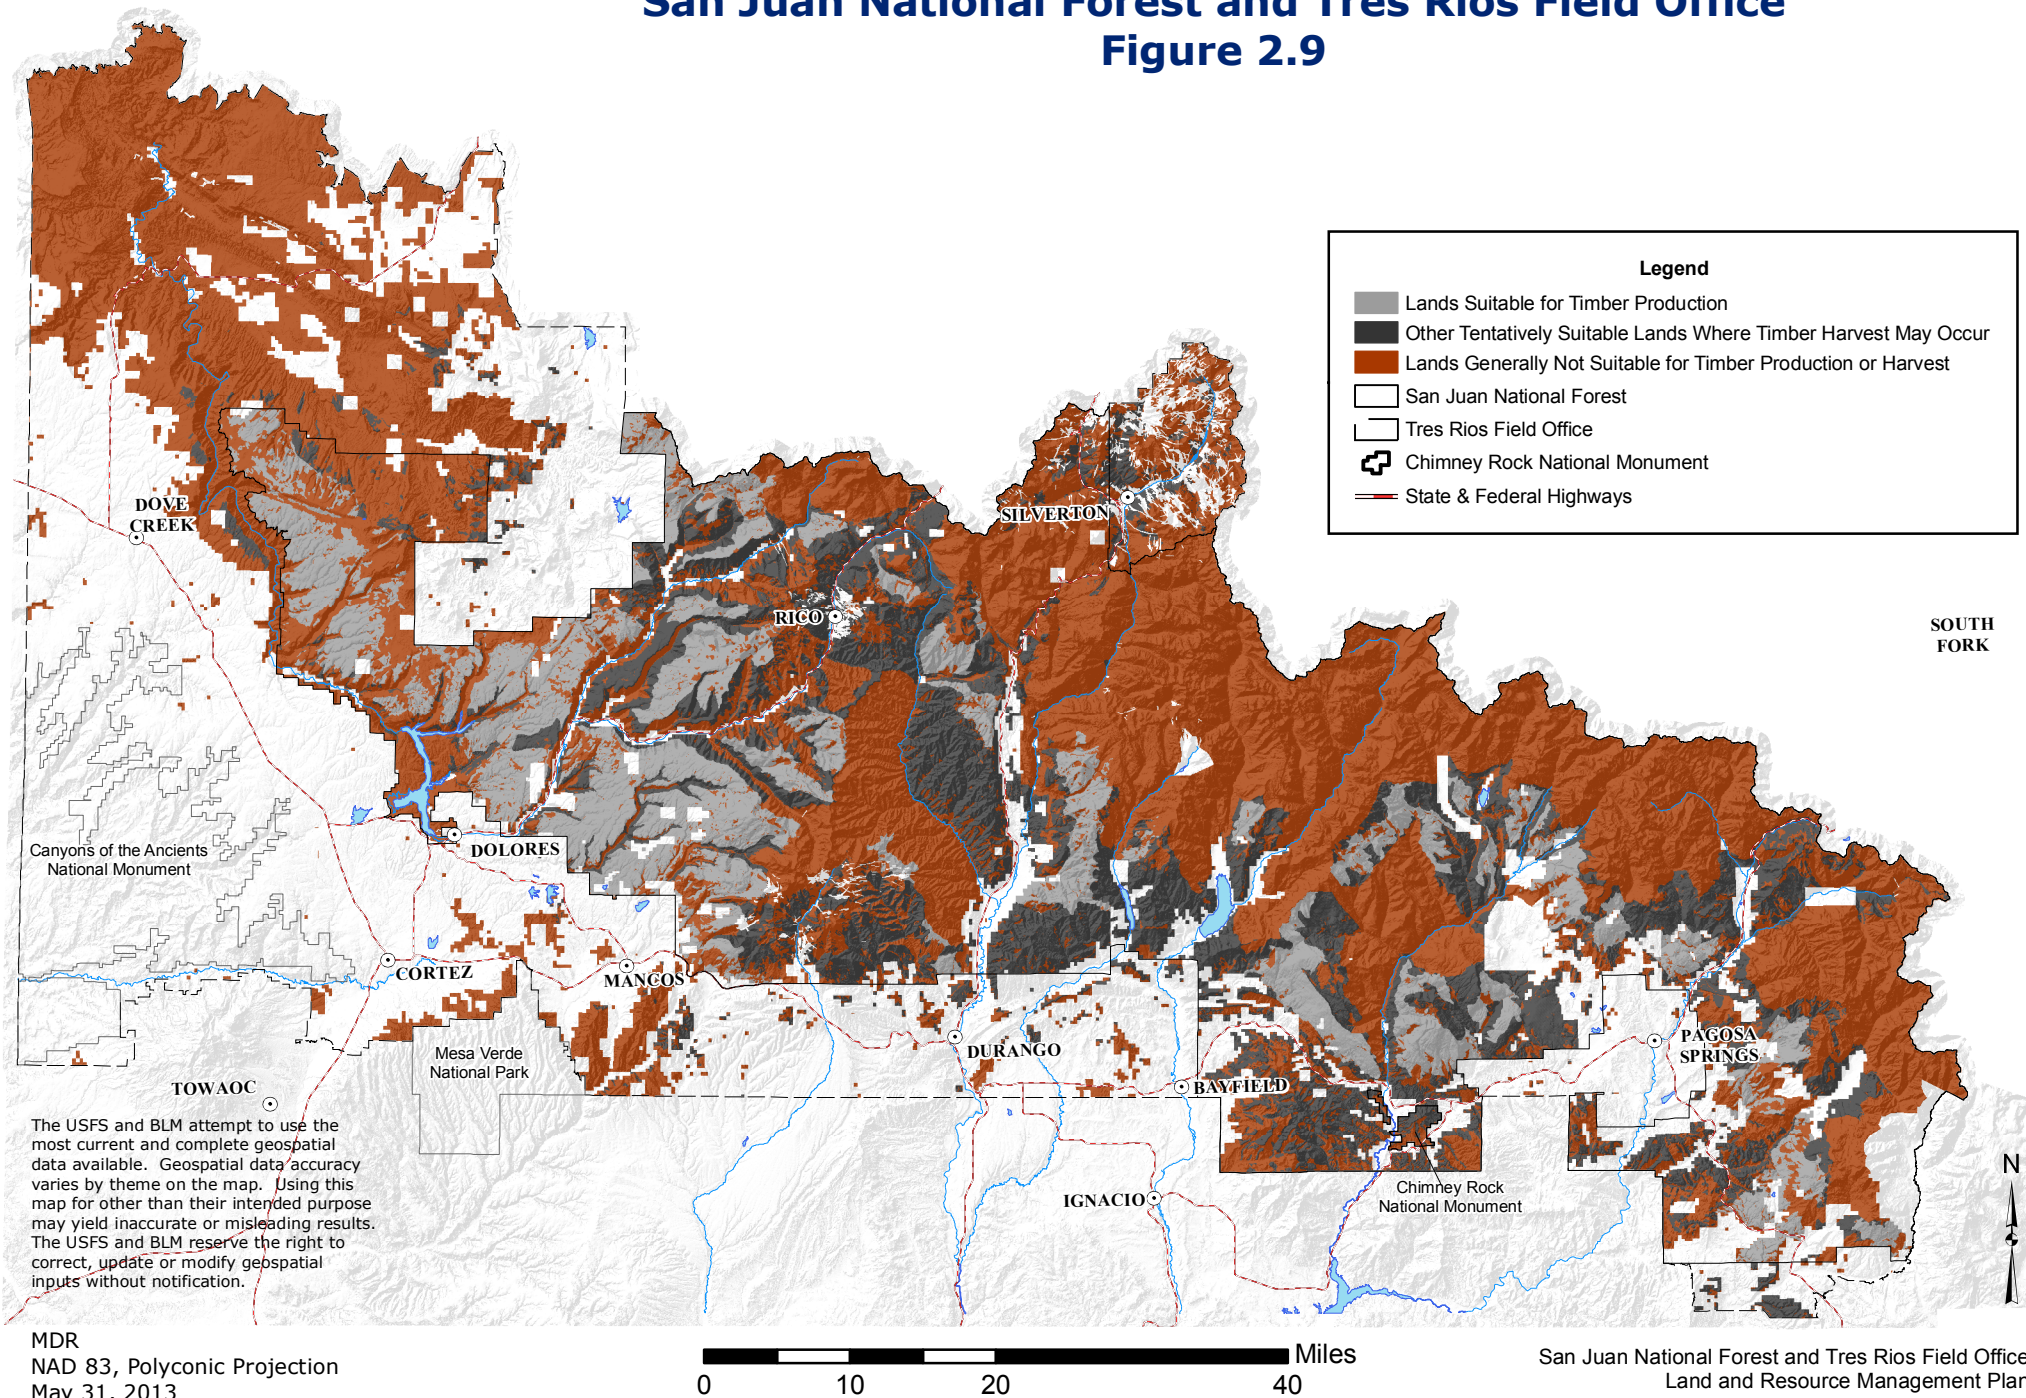 San Juan National Forest and Tres Rios Field Office
Figure 2.9
Legend
Lands Suitable for Timber Production
Other Tentatively Suitable Lands Where Timber Harvest May Occur
Lands Generally Not Suitable for Timber Production or Harvest
San Juan National Forest
Tres Rios Field Office
Chimney Rock National Monument
State & Federal Highways
DOVE
CREEK
SILVERTON
RICO
SOUTH
FORK
DOLORES
Canyons of the Ancients
National Monument
CORTEZ
MANCOS
Mesa Verde
National Park
DURANGO
PAGOSA
SPRINGS
BAYFIELD
TOWAOC
IGNACIO
Chimney Rock
National Monument
N
The USFS and BLM attempt to use the
most current and complete geospatial
data available. Geospatial data accuracy
varies by theme on the map. Using this
map for other than their intended purpose
may yield inaccurate or misleading results.
The USFS and BLM reserve the right to
correct, update or modify geospatial
inputs without notification.
MDR
NAD 83, Polyconic Projection
May 31, 2013
Miles
0 10 20 40
San Juan National Forest and Tres Rios Field Office
Land and Resource Management Plan